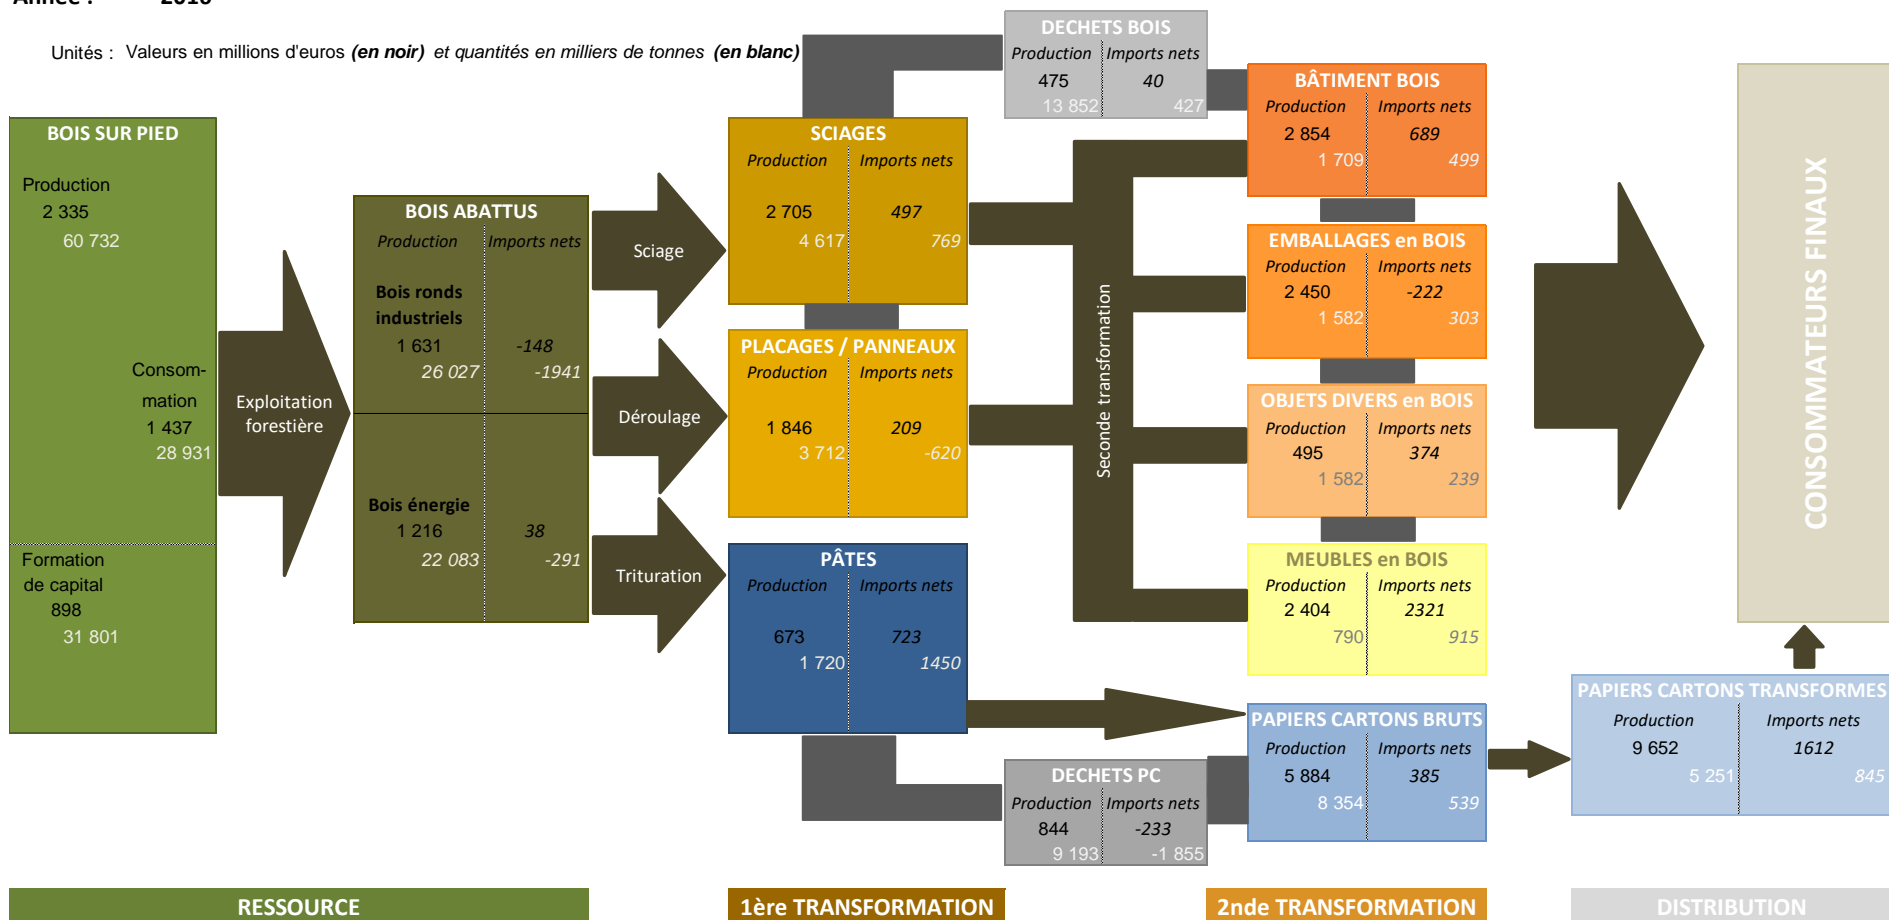 Année : 2016
Unités : Valeurs en millions d'euros (en noir) et quantités en milliers de tonnes (en blanc)
BOIS SUR PIED
Production
2 335
60 732
Consom-
mation
1 437
28 931
Formation
de capital
898
31 801
Exploitation
forestière
BOIS ABATTUS
Production Imports nets
Bois ronds
industriels
1 631 -148
26 027 -1941
Bois énergie
1 216 38
22 083 -291
Sciage
Déroulage
Trituration
SCIAGES
Production Imports nets
2 705 497
4 617 769
PLACAGES / PANNEAUX
Production Imports nets
1 846 209
3 712 -620
PÂTES
Production Imports nets
673 723
1 720 1450
DECHETS BOIS
Production Imports nets
475 40
13 852 427
Seconde transformation
DECHETS PC
Production Imports nets
844 -233
9 193 -1 855
BÂTIMENT BOIS
Production Imports nets
2 854 689
1 709 499
EMBALLAGES en BOIS
Production Imports nets
2 450 -222
1 582 303
OBJETS DIVERS en BOIS
Production Imports nets
495 374
1 582 239
MEUBLES en BOIS
Production Imports nets
2 404 2321
790 915
PAPIERS CARTONS BRUTS
Production Imports nets
5 884 385
8 354 539
CONSOMMATEURS FINAUX
PAPIERS CARTONS TRANSFORMES
Production Imports nets
9 652 1612
5 251 845
RESSOURCE
1ère TRANSFORMATION
2nde TRANSFORMATION
DISTRIBUTION